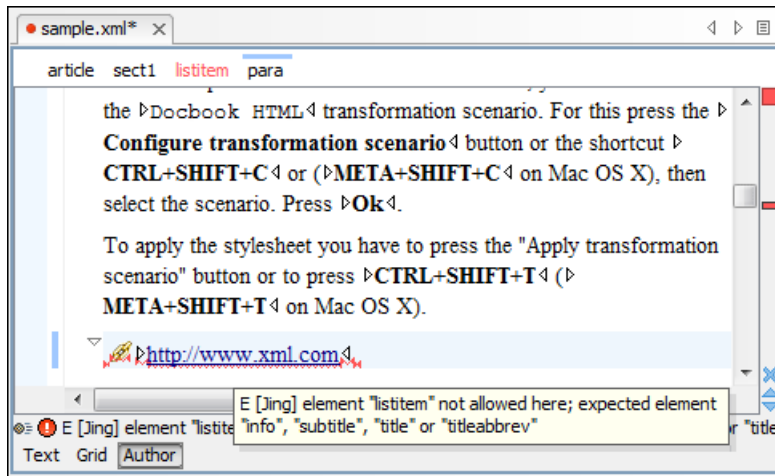 sample.xml*
article sect1 listitem para
the Docbook HTML transformation scenario. For this press the
Configure transformation scenario button or the shortcut
CTRL+SHIFT+C or (META+SHIFT+C on Mac OS X), then
select the scenario. Press Ok.
To apply the stylesheet you have to press the "Apply transformation
scenario" button or to press CTRL+SHIFT+T (
META+SHIFT+T on Mac OS X).
http://www.xml.com
E [Jing] element "listitem" not allowed here; expected element
"info", "subtitle", "title" or "titleabbrev"
E [Jing] element
Text Grid Author